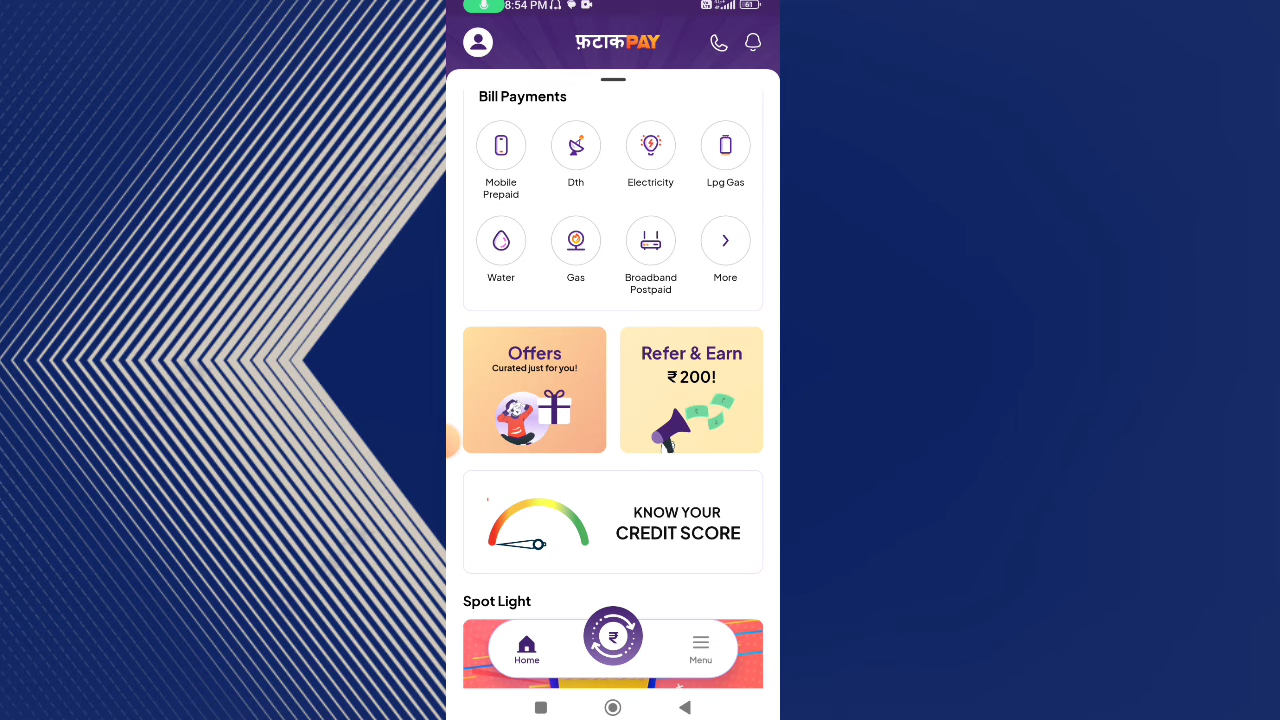 8:54 PM
61
फ़टाकPAY
Bill Payments
Mobile Prepaid
Dth
Electricity
Lpg Gas
Water
Gas
Broadband Postpaid
More
Offers
Curated just for you!
Refer & Earn
₹ 200!
KNOW YOUR
CREDIT SCORE
Spot Light
₹
Home
Menu